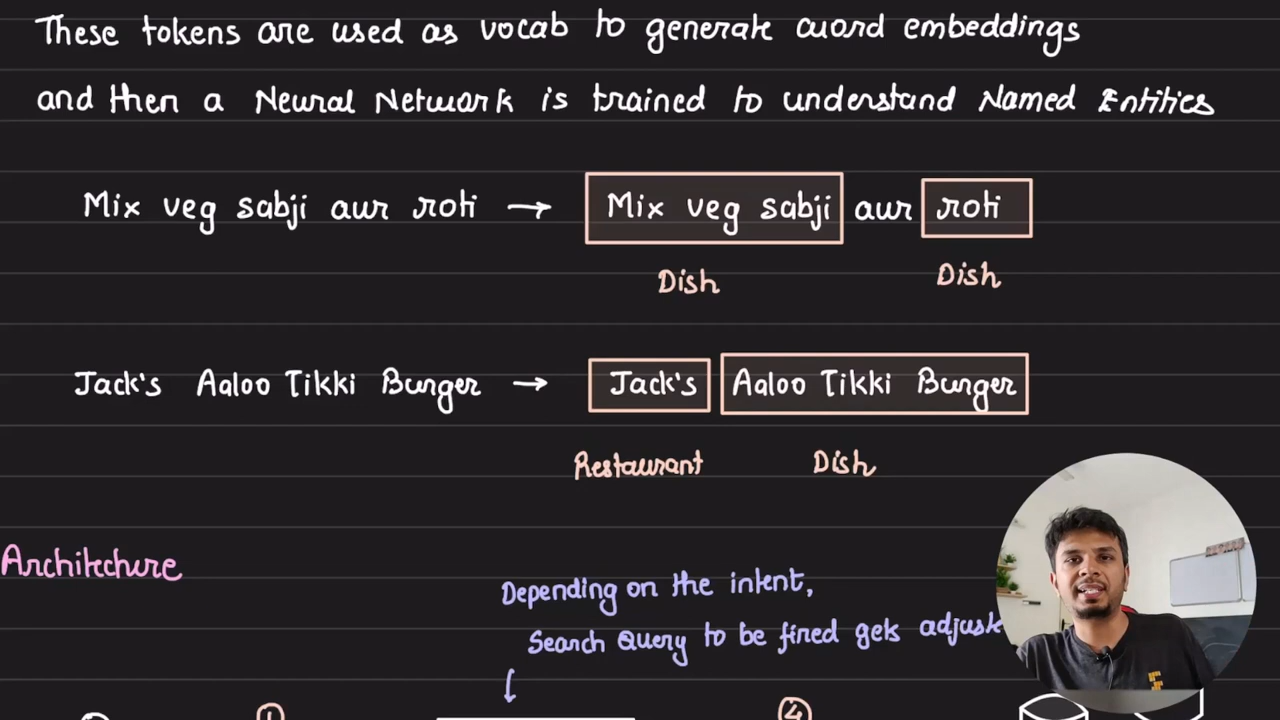 These tokens are used as vocab to generate word embeddings
and then a Neural Network is trained to understand Named Entities
Mix veg sabji aur roti → Mix veg sabji aur roti
Dish Dish
Jack's Aaloo Tikki Burger → Jack's Aaloo Tikki Burger
Restaurant Dish
Architecture
Depending on the intent,
Search Query to be fired gets adjust
4